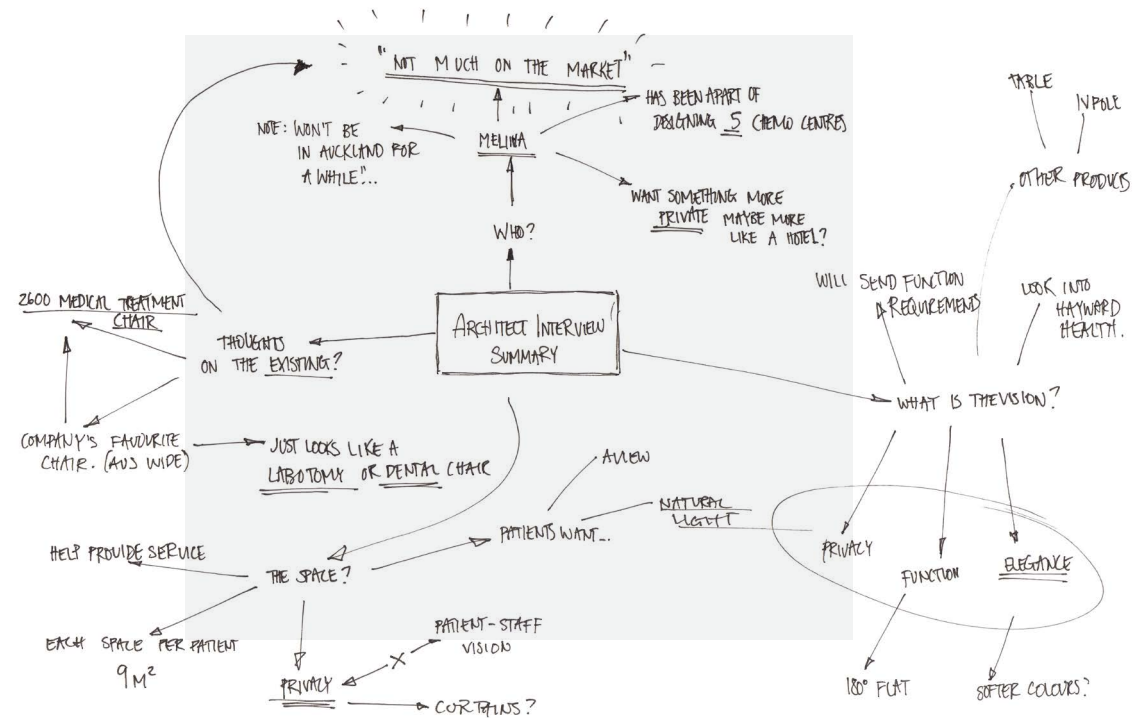 "NOT MUCH ON THE MARKET"
TABLE
IV POLE
OTHER PRODUCTS
HAS BEEN APART OF
DESIGNING 5 CHEMO CENTRES
NOTE: WON'T BE
IN AUCKLAND FOR
A WHILE"...
MELINA
WANT SOMETHING MORE
PRIVATE MAYBE MORE
LIKE A HOTEL?
WHO?
WILL SEND FUNCTION
REQUIREMENTS
LOOK INTO
HAYWARD
HEALTH.
2600 MEDICAL TREATMENT
CHAIR
ARCHITECT INTERVIEW
SUMMARY
THOUGHTS
ON THE EXISTING?
WHAT IS THE VISION?
COMPANY'S FAVOURITE
CHAIR. (AUS WIDE)
JUST LOOKS LIKE A
LABOTOMY OR DENTAL CHAIR
A VIEW
NATURAL
LIGHT
PATIENTS WANT...
PRIVACY
FUNCTION
ELEGANCE
HELP PROVIDE SERVICE
THE SPACE?
EACH SPACE PER PATIENT
9M²
PATIENT-STAFF
VISION
X
PRIVACY
CURTAINS?
180° FLAT
SOFTER COLOURS?